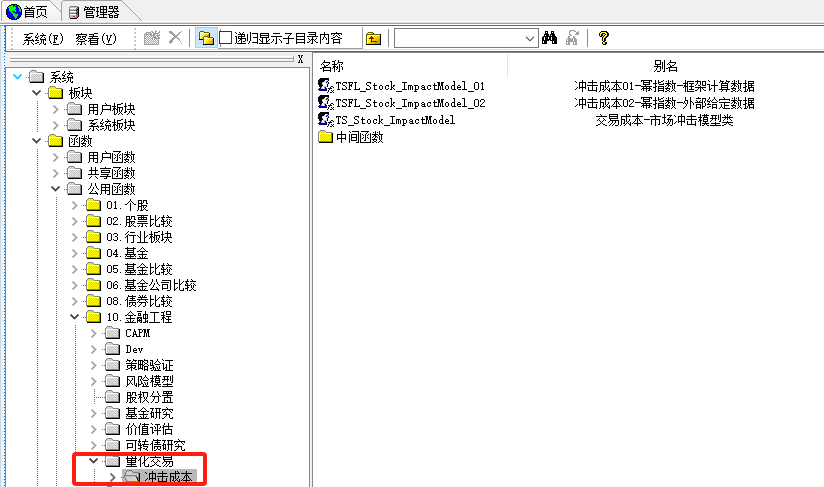 首页 管理器
系统(F) 察看(V) 递归显示子目录内容
X
系统
板块
用户板块
系统板块
函数
用户函数
共享函数
公用函数
01.个股
02.股票比较
03.行业板块
04.基金
05.基金比较
06.基金公司比较
08.债券比较
10.金融工程
CAPM
Dev
策略验证
风险模型
股权分置
基金研究
价值评估
可转债研究
量化交易
冲击成本
名称 别名
TSFL_Stock_ImpactModel_01 冲击成本01-幂指数-框架计算数据
TSFL_Stock_ImpactModel_02 冲击成本02-幂指数-外部给定数据
TS_Stock_ImpactModel 交易成本-市场冲击模型类
中间函数